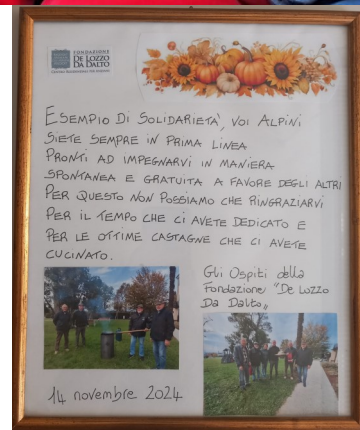 FONDAZIONE
DE LOZZO
DA DALTO
ESEMPIO DI SOLIDARIETA', VOI ALPINI
SIETE SEMPRE IN PRIMA LINEA
PRONTI AD IMPEGNARVI IN MANIERA
SPONTANEA E GRATUITA A FAVORE DEGLI ALTRI
PER QUESTO NON POSSIAMO CHE RINGRAZIARVI
PER IL TEMPO CHE CI AVETE DEDICATO E
PER LE OTTIME CASTAGNE CHE CI AVETE
CUCINATO.
Gli Ospiti della
Fondazione "De Lozzo
Da Dalto"
14 novembre 2024